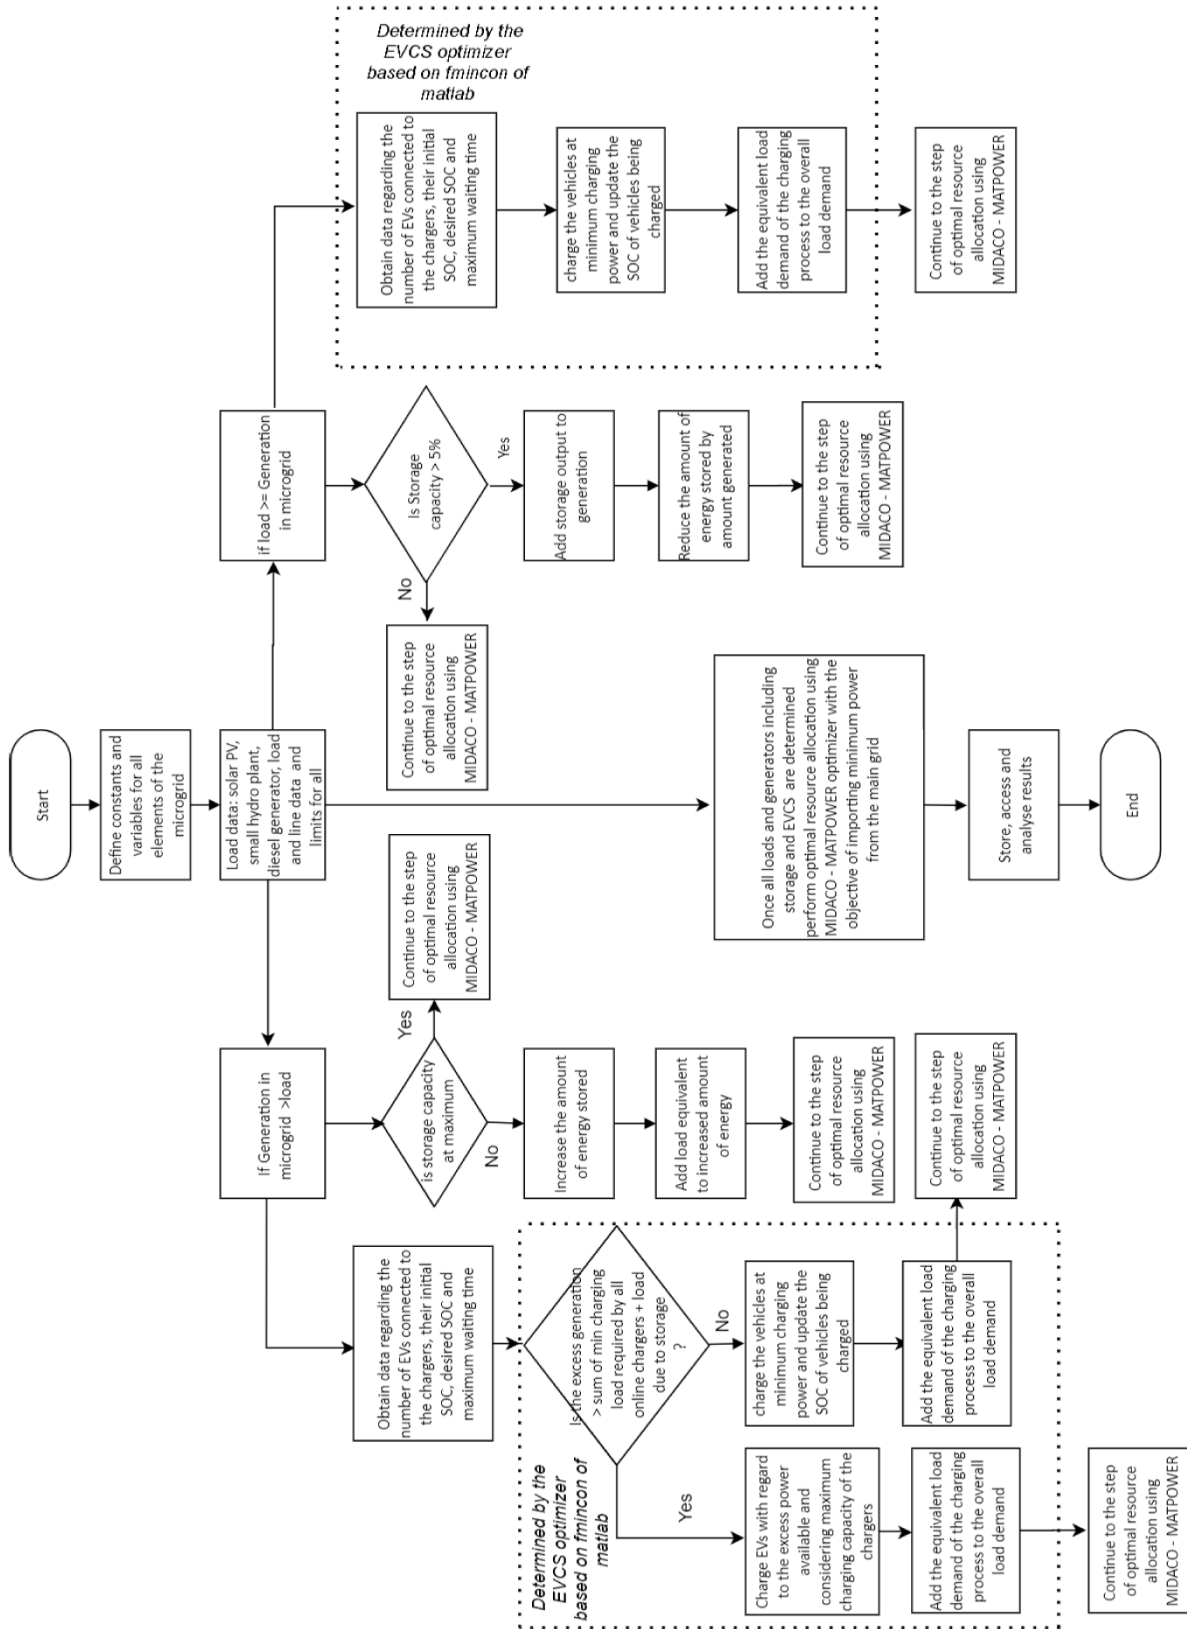 Start
Define constants and
variables for all
elements of the
microgrid
Load data: solar PV,
small hydro plant,
diesel generator, load
and line data and
limits for all
If Generation in
microgrid >load
if load >= Generation
in microgrid
Obtain data regarding the
number of EVs connected to
the chargers, their initial
SOC, desired SOC and
maximum waiting time
is storage capacity
at maximum
Yes
Continue to the step
of optimal resource
allocation using
MIDACO - MATPOWER
No
Increase the amount
of energy stored
Add load equivalent
to increased amount
of energy
Continue to the step
of optimal resource
allocation using
MIDACO - MATPOWER
Determined by the
EVCS optimizer
based on fmincon of
matlab
Is the excess generation
> sum of min charging
load required by all
online chargers + load
due to storage
?
Yes
Charge EVs with regard
to the excess power
available and
considering maximum
charging capacity of the
chargers
Add the equivalent load
demand of the charging
process to the overall
load demand
Continue to the step
of optimal resource
allocation using
MIDACO - MATPOWER
No
charge the vehicles at
minimum charging
power and update the
SOC of vehicles being
charged
Add the equivalent load
demand of the charging
process to the overall
load demand
Continue to the step
of optimal resource
allocation using
MIDACO - MATPOWER
Is Storage
capacity > 5%
No
Continue to the step
of optimal resource
allocation using
MIDACO - MATPOWER
Yes
Add storage output to
generation
Reduce the amount of
energy stored by
amount generated
Continue to the step
of optimal resource
allocation using
MIDACO - MATPOWER
Determined by the
EVCS optimizer
based on fmincon of
matlab
Obtain data regarding the
number of EVs connected to
the chargers, their initial
SOC, desired SOC and
maximum waiting time
charge the vehicles at
minimum charging
power and update the
SOC of vehicles being
charged
Add the equivalent load
demand of the charging
process to the overall
load demand
Continue to the step
of optimal resource
allocation using
MIDACO - MATPOWER
Once all loads and generators including
storage and EVCS  are determined
perform optimal resource allocation using
MIDACO - MATPOWER optimizer with the
objective of importing minimum power
from the main grid
Store, access and
analyse results
End